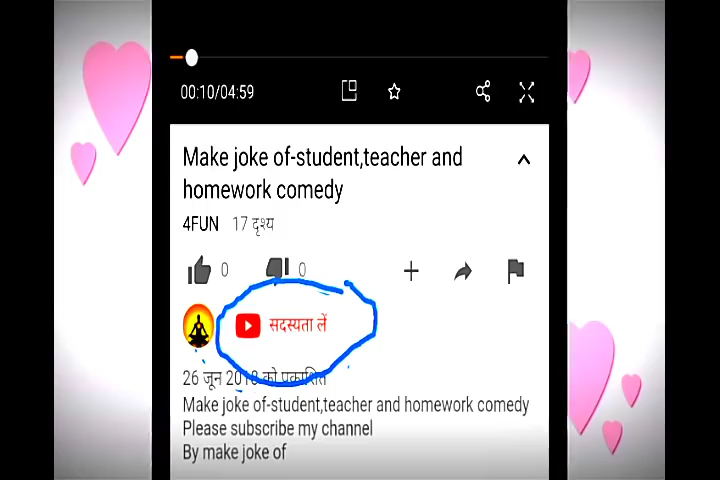 00:10/04:59
Make joke of-student,teacher and
homework comedy
4FUN 17 दृश्य
0 0
सदस्यता लें
26 जून 2018 को प्रकाशित
Make joke of-student,teacher and homework comedy
Please subscribe my channel
By make joke of